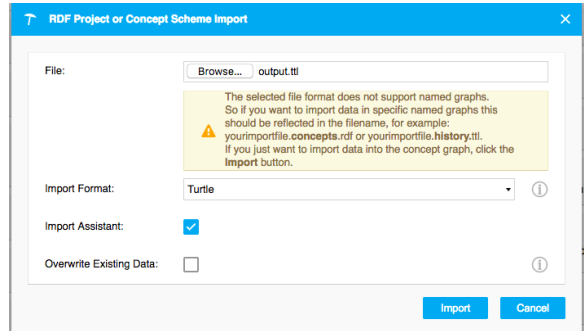 RDF Project or Concept Scheme Import
File:
Browse... output.ttl
The selected file format does not support named graphs.
So if you want to import data in specific named graphs this
should be reflected in the filename, for example:
yourimportfile.concepts.rdf or yourimportfile.history.ttl.
If you just want to import data into the concept graph, click the
Import button.
Import Format:
Turtle
Import Assistant:
Overwrite Existing Data:
Import
Cancel